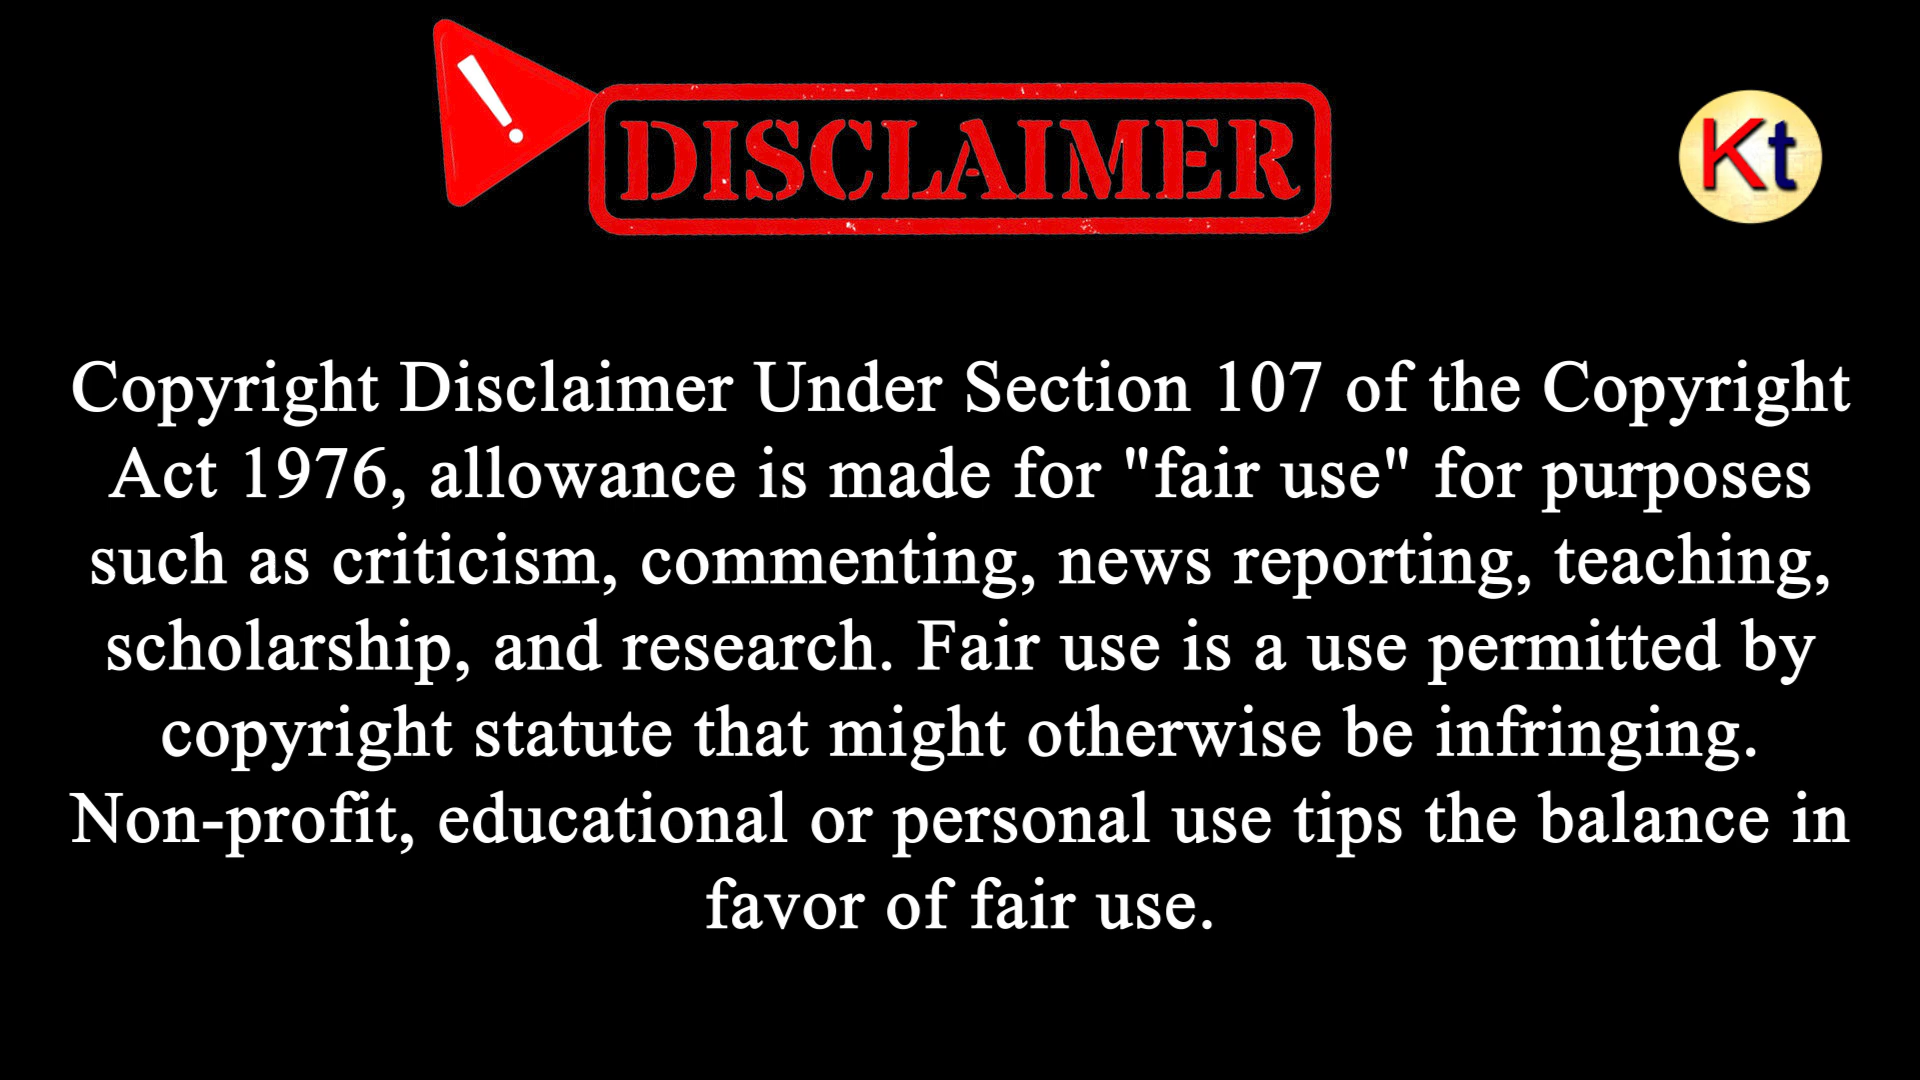 !
DISCLAIMER
Kt
Copyright Disclaimer Under Section 107 of the Copyright
Act 1976, allowance is made for "fair use" for purposes
such as criticism, commenting, news reporting, teaching,
scholarship, and research. Fair use is a use permitted by
copyright statute that might otherwise be infringing.
Non-profit, educational or personal use tips the balance in
favor of fair use.